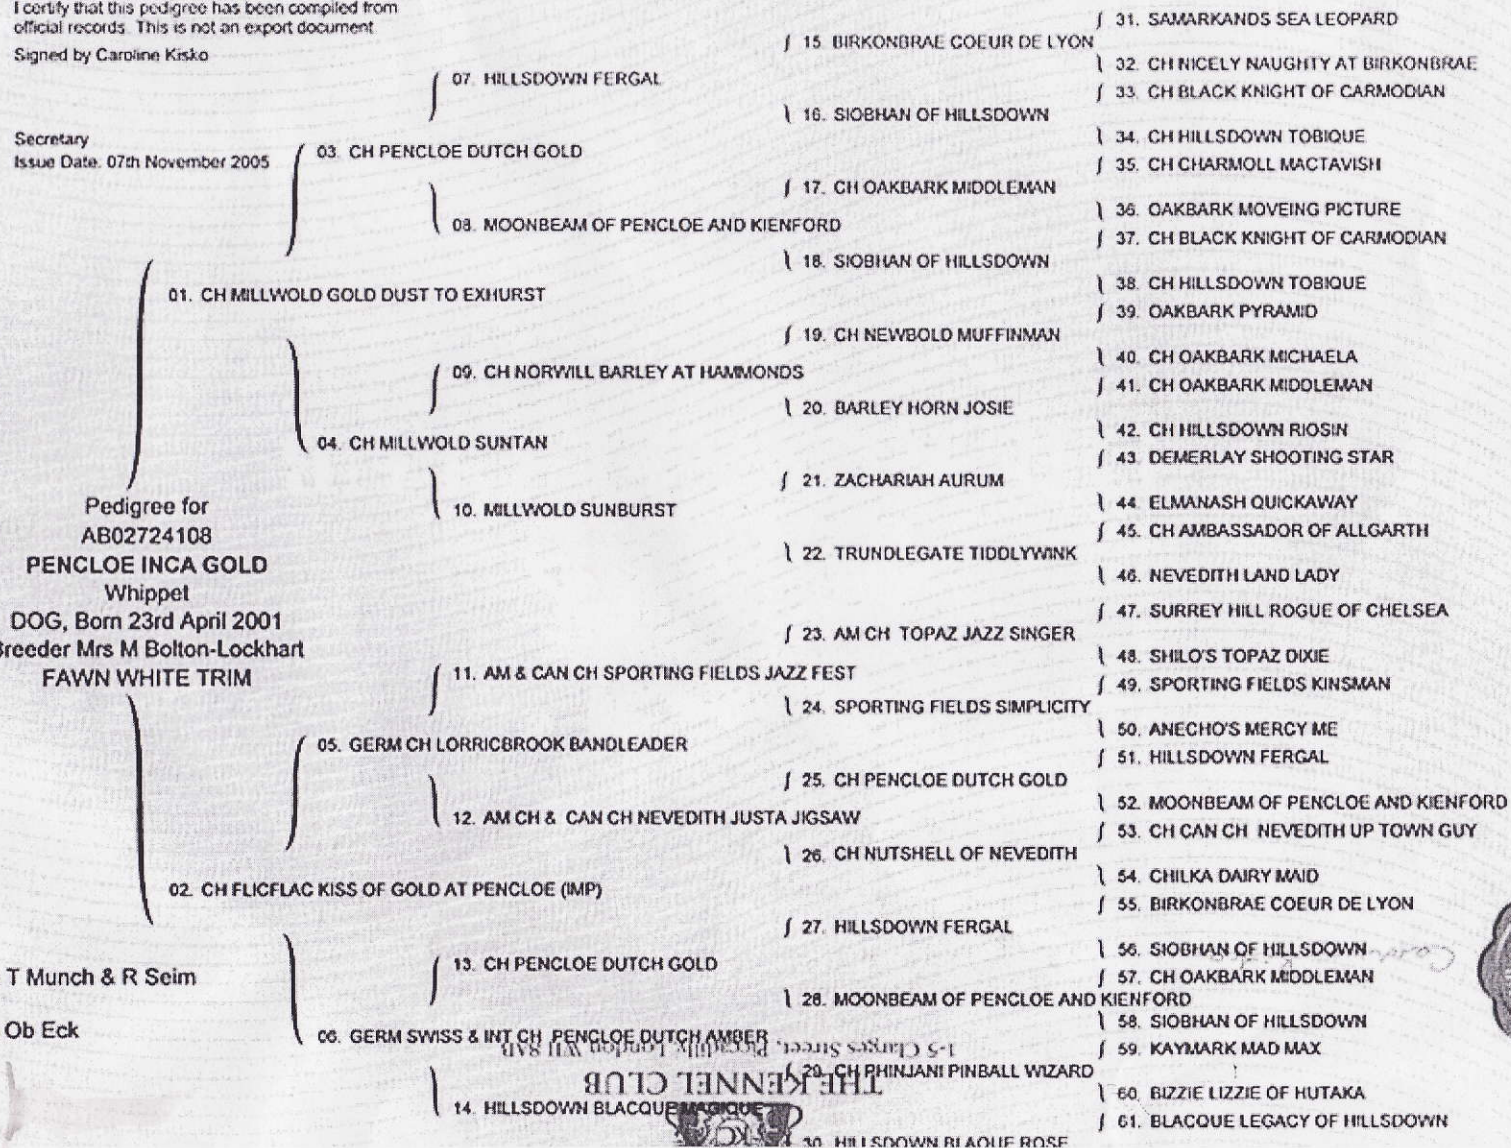 I certify that this pedigree has been compiled from
official records. This is not an export document
Signed by Caroline Kisko
Secretary
Issue Date. 07th November 2005
Pedigree for
AB02724108
PENCLOE INCA GOLD
Whippet
DOG, Born 23rd April 2001
Breeder Mrs M Bolton-Lockhart
FAWN WHITE TRIM
T Munch & R Seim
Ob Eck
01. CH MILLWOLD GOLD DUST TO EXHURST
02. CH FLICFLAC KISS OF GOLD AT PENCLOE (IMP)
03. CH PENCLOE DUTCH GOLD
04. CH MILLWOLD SUNTAN
05. GERM CH LORRICBROOK BANDLEADER
06. GERM SWISS & INT CH PENCLOE DUTCH AMBER
07. HILLSDOWN FERGAL
08. MOONBEAM OF PENCLOE AND KIENFORD
09. CH NORWILL BARLEY AT HAMMONDS
10. MILLWOLD SUNBURST
11. AM & CAN CH SPORTING FIELDS JAZZ FEST
12. AM CH & CAN CH NEVEDITH JUSTA JIGSAW
13. CH PENCLOE DUTCH GOLD
14. HILLSDOWN BLACQUE MAGIQUE
15. BIRKONBRAE COEUR DE LYON
16. SIOBHAN OF HILLSDOWN
17. CH OAKBARK MIDDLEMAN
18. SIOBHAN OF HILLSDOWN
19. CH NEWBOLD MUFFINMAN
20. BARLEY HORN JOSIE
21. ZACHARIAH AURUM
22. TRUNDLEGATE TIDDLYWINK
23. AM CH TOPAZ JAZZ SINGER
24. SPORTING FIELDS SIMPLICITY
25. CH PENCLOE DUTCH GOLD
26. CH NUTSHELL OF NEVEDITH
27. HILLSDOWN FERGAL
28. MOONBEAM OF PENCLOE AND KIENFORD
29. CH PHINJANI PINBALL WIZARD
30. HILLSDOWN BLAQUE ROSE
31. SAMARKANDS SEA LEOPARD
32. CH NICELY NAUGHTY AT BIRKONBRAE
33. CH BLACK KNIGHT OF CARMODIAN
34. CH HILLSDOWN TOBIQUE
35. CH CHARMOLL MACTAVISH
36. OAKBARK MOVEING PICTURE
37. CH BLACK KNIGHT OF CARMODIAN
38. CH HILLSDOWN TOBIQUE
39. OAKBARK PYRAMID
40. CH OAKBARK MICHAELA
41. CH OAKBARK MIDDLEMAN
42. CH HILLSDOWN RIOSIN
43. DEMERLAY SHOOTING STAR
44. ELMANASH QUICKAWAY
45. CH AMBASSADOR OF ALLGARTH
46. NEVEDITH LAND LADY
47. SURREY HILL ROGUE OF CHELSEA
48. SHILO'S TOPAZ DIXIE
49. SPORTING FIELDS KINSMAN
50. ANECHO'S MERCY ME
51. HILLSDOWN FERGAL
52. MOONBEAM OF PENCLOE AND KIENFORD
53. CH CAN CH NEVEDITH UP TOWN GUY
54. CHILKA DAIRY MAID
55. BIRKONBRAE COEUR DE LYON
56. SIOBHAN OF HILLSDOWN
57. CH OAKBARK MIDDLEMAN
58. SIOBHAN OF HILLSDOWN
59. KAYMARK MAD MAX
60. BIZZIE LIZZIE OF HUTAKA
61. BLACQUE LEGACY OF HILLSDOWN
1-5 Clarges Street, Piccadilly, London W1J 8AB
THE KENNEL CLUB